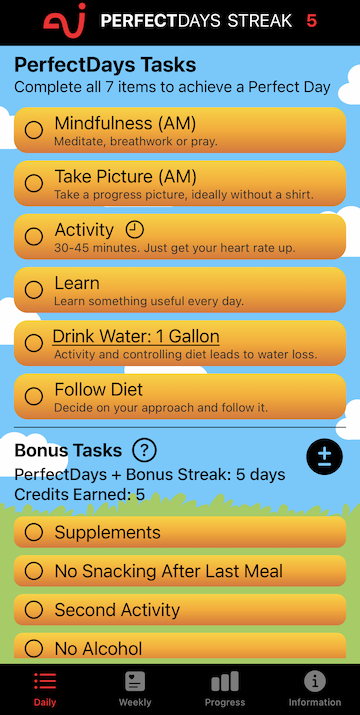 PERFECTDAYS STREAK 5
PerfectDays Tasks
Complete all 7 items to achieve a Perfect Day
Mindfulness (AM)
Meditate, breathwork or pray.
Take Picture (AM)
Take a progress picture, ideally without a shirt.
Activity
30-45 minutes. Just get your heart rate up.
Learn
Learn something useful every day.
Drink Water: 1 Gallon
Activity and controlling diet leads to water loss.
Follow Diet
Decide on your approach and follow it.
Bonus Tasks ?
PerfectDays + Bonus Streak: 5 days
Credits Earned: 5
Supplements
No Snacking After Last Meal
Second Activity
No Alcohol
Daily Weekly Progress Information